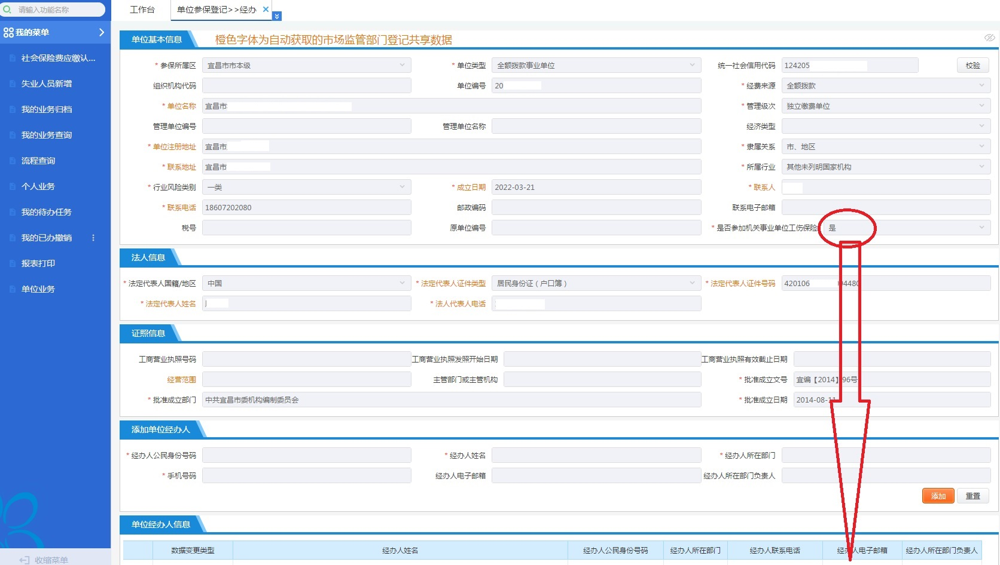 请输入功能名称
工作台
单位参保登记>>经办
我的菜单
社会保险费应缴认...
失业人员新增
我的业务归档
我的业务查询
流程查询
个人业务
我的待办任务
我的已办撤销
报表打印
单位业务
收缩菜单
单位基本信息 橙色字体为自动获取的市场监管部门登记共享数据
* 参保所属区 宜昌市市本级 * 单位类型 全额拨款事业单位 统一社会信用代码 124205 校验
组织机构代码 单位编号 20 * 经费来源 全额拨款
* 单位名称 宜昌市 * 管理级次 独立缴费单位
管理单位编号 管理单位名称 经济类型
* 单位注册地址 宜昌市 * 隶属关系 市、地区
* 联系地址 宜昌市 * 所属行业 其他未列明国家机构
* 行业风险类别 一类 * 成立日期 2022-03-21 * 联系人
* 联系电话 18607202080 邮政编码 联系电子邮箱
税号 原单位编号 * 是否参加机关事业单位工伤保险 是
法人信息
* 法定代表人国籍/地区 中国 * 法定代表人证件类型 居民身份证（户口簿） * 法定代表人证件号码 420106 04480
* 法定代表人姓名 * 法人代表人电话
证照信息
工商营业执照号码 工商营业执照发照开始日期 工商营业执照有效截止日期
经营范围 主管部门或主管机构 * 批准成立文号 宜编【2014】96号
* 批准成立部门 中共宜昌市委机构编制委员会 * 批准成立日期 2014-08-11
添加单位经办人
* 经办人公民身份号码 * 经办人姓名 * 经办人所在部门
* 手机号码 经办人电子邮箱 经办人所在部门负责人
添加 重置
单位经办人信息
数据变更类型 经办人姓名 经办人公民身份号码 经办人所在部门 经办人联系电话 经办人电子邮箱 经办人所在部门负责人